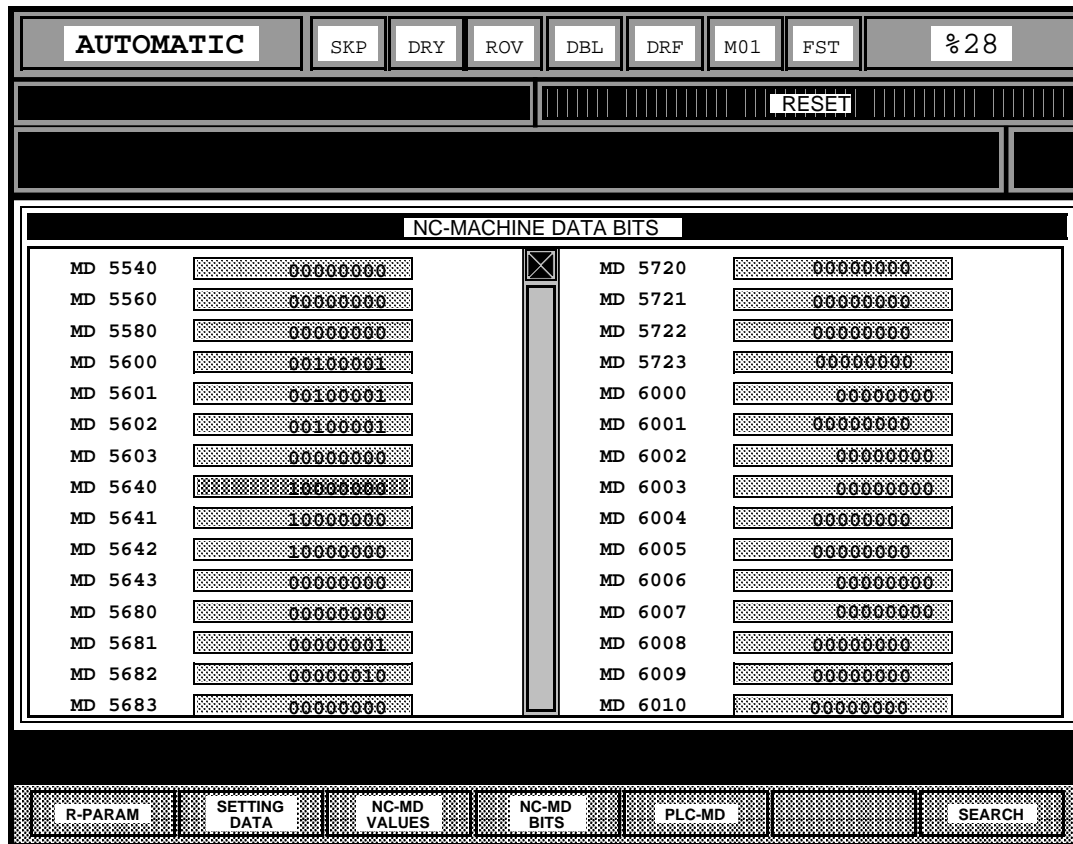 AUTOMATIC SKP DRY ROV DBL DRF M01 FST %28
RESET
NC-MACHINE DATA BITS
MD 5540 00000000 MD 5720 00000000
MD 5560 00000000 MD 5721 00000000
MD 5580 00000000 MD 5722 00000000
MD 5600 00100001 MD 5723 00000000
MD 5601 00100001 MD 6000 00000000
MD 5602 00100001 MD 6001 00000000
MD 5603 00000000 MD 6002 00000000
MD 5640 10000000 MD 6003 00000000
MD 5641 10000000 MD 6004 00000000
MD 5642 10000000 MD 6005 00000000
MD 5643 00000000 MD 6006 00000000
MD 5680 00000000 MD 6007 00000000
MD 5681 00000001 MD 6008 00000000
MD 5682 00000010 MD 6009 00000000
MD 5683 00000000 MD 6010 00000000
R-PARAM SETTING DATA NC-MD VALUES NC-MD BITS PLC-MD SEARCH